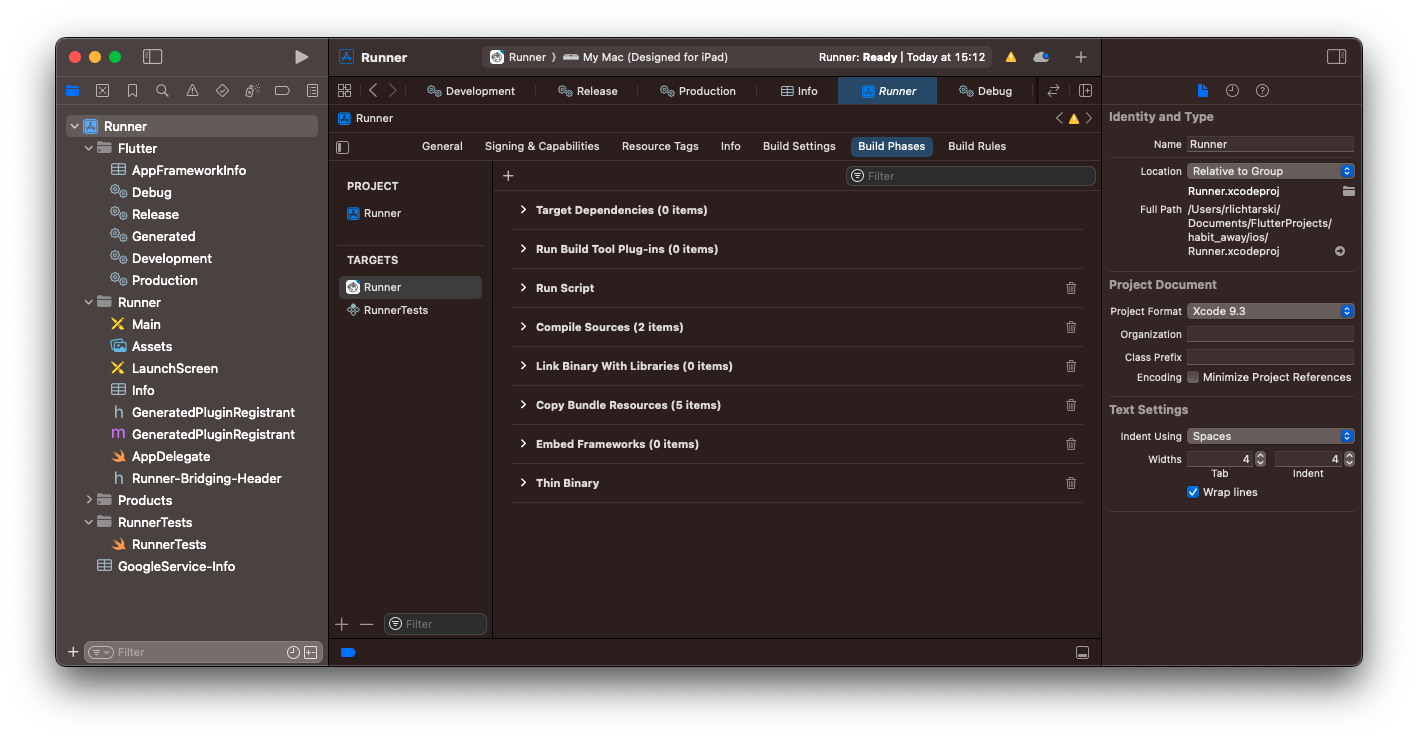 Runner
Runner
My Mac (Designed for iPad)
Runner: Ready | Today at 15:12
Development
Release
Production
Info
Runner
Debug
Runner
Flutter
AppFrameworkInfo
Debug
Release
Generated
Development
Production
Runner
Main
Assets
LaunchScreen
Info
h GeneratedPluginRegistrant
m GeneratedPluginRegistrant
AppDelegate
h Runner-Bridging-Header
Products
RunnerTests
RunnerTests
GoogleService-Info
Filter
Runner
General
Signing & Capabilities
Resource Tags
Info
Build Settings
Build Phases
Build Rules
PROJECT
Runner
TARGETS
Runner
RunnerTests
Filter
Filter
Target Dependencies (0 items)
Run Build Tool Plug-ins (0 items)
Run Script
Compile Sources (2 items)
Link Binary With Libraries (0 items)
Copy Bundle Resources (5 items)
Embed Frameworks (0 items)
Thin Binary
Identity and Type
Name Runner
Location Relative to Group
Runner.xcodeproj
Full Path /Users/rlichtarski/
Documents/FlutterProjects/
habit_away/ios/
Runner.xcodeproj
Project Document
Project Format Xcode 9.3
Organization
Class Prefix
Encoding Minimize Project References
Text Settings
Indent Using Spaces
Widths 4 4
Tab Indent
Wrap lines